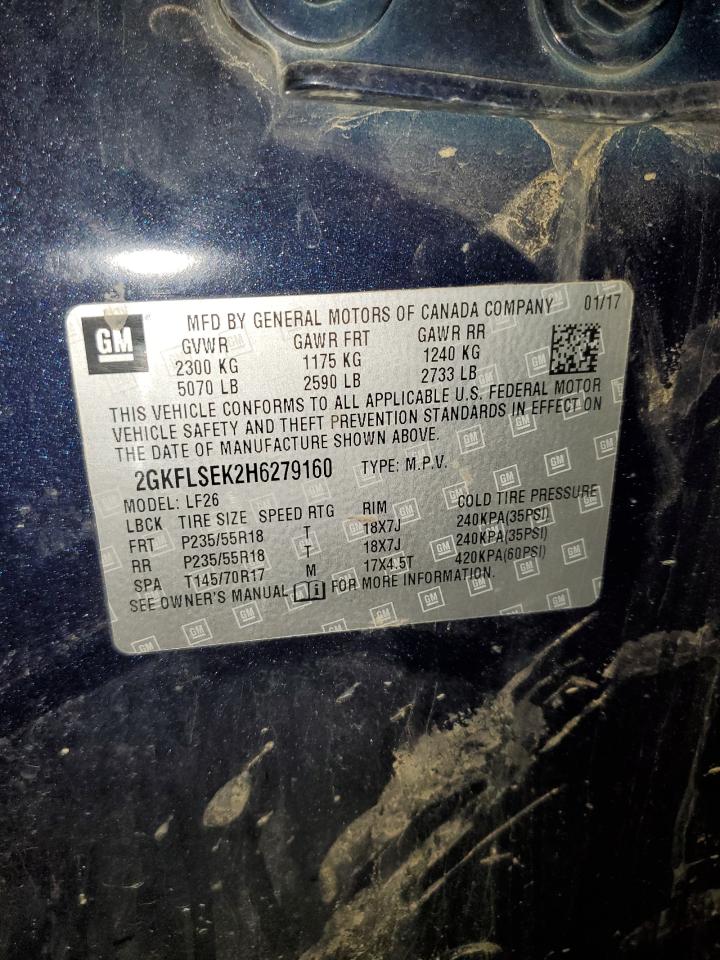 GM
MFD BY GENERAL MOTORS OF CANADA COMPANY 01/17
GVWR GAWR FRT GAWR RR
2300 KG 1175 KG 1240 KG
5070 LB 2590 LB 2733 LB
THIS VEHICLE CONFORMS TO ALL APPLICABLE U.S. FEDERAL MOTOR
VEHICLE SAFETY AND THEFT PREVENTION STANDARDS IN EFFECT ON
THE DATE OF MANUFACTURE SHOWN ABOVE.
2GKFLSEK2H6279160 TYPE: M.P.V.
MODEL: LF26
LBCK TIRE SIZE SPEED RTG RIM COLD TIRE PRESSURE
FRT P235/55R18 T 18X7J 240KPA(35PSI)
RR P235/55R18 T 18X7J 240KPA(35PSI)
SPA T145/70R17 M 17X4.5T 420KPA(60PSI)
SEE OWNER'S MANUAL i FOR MORE INFORMATION.